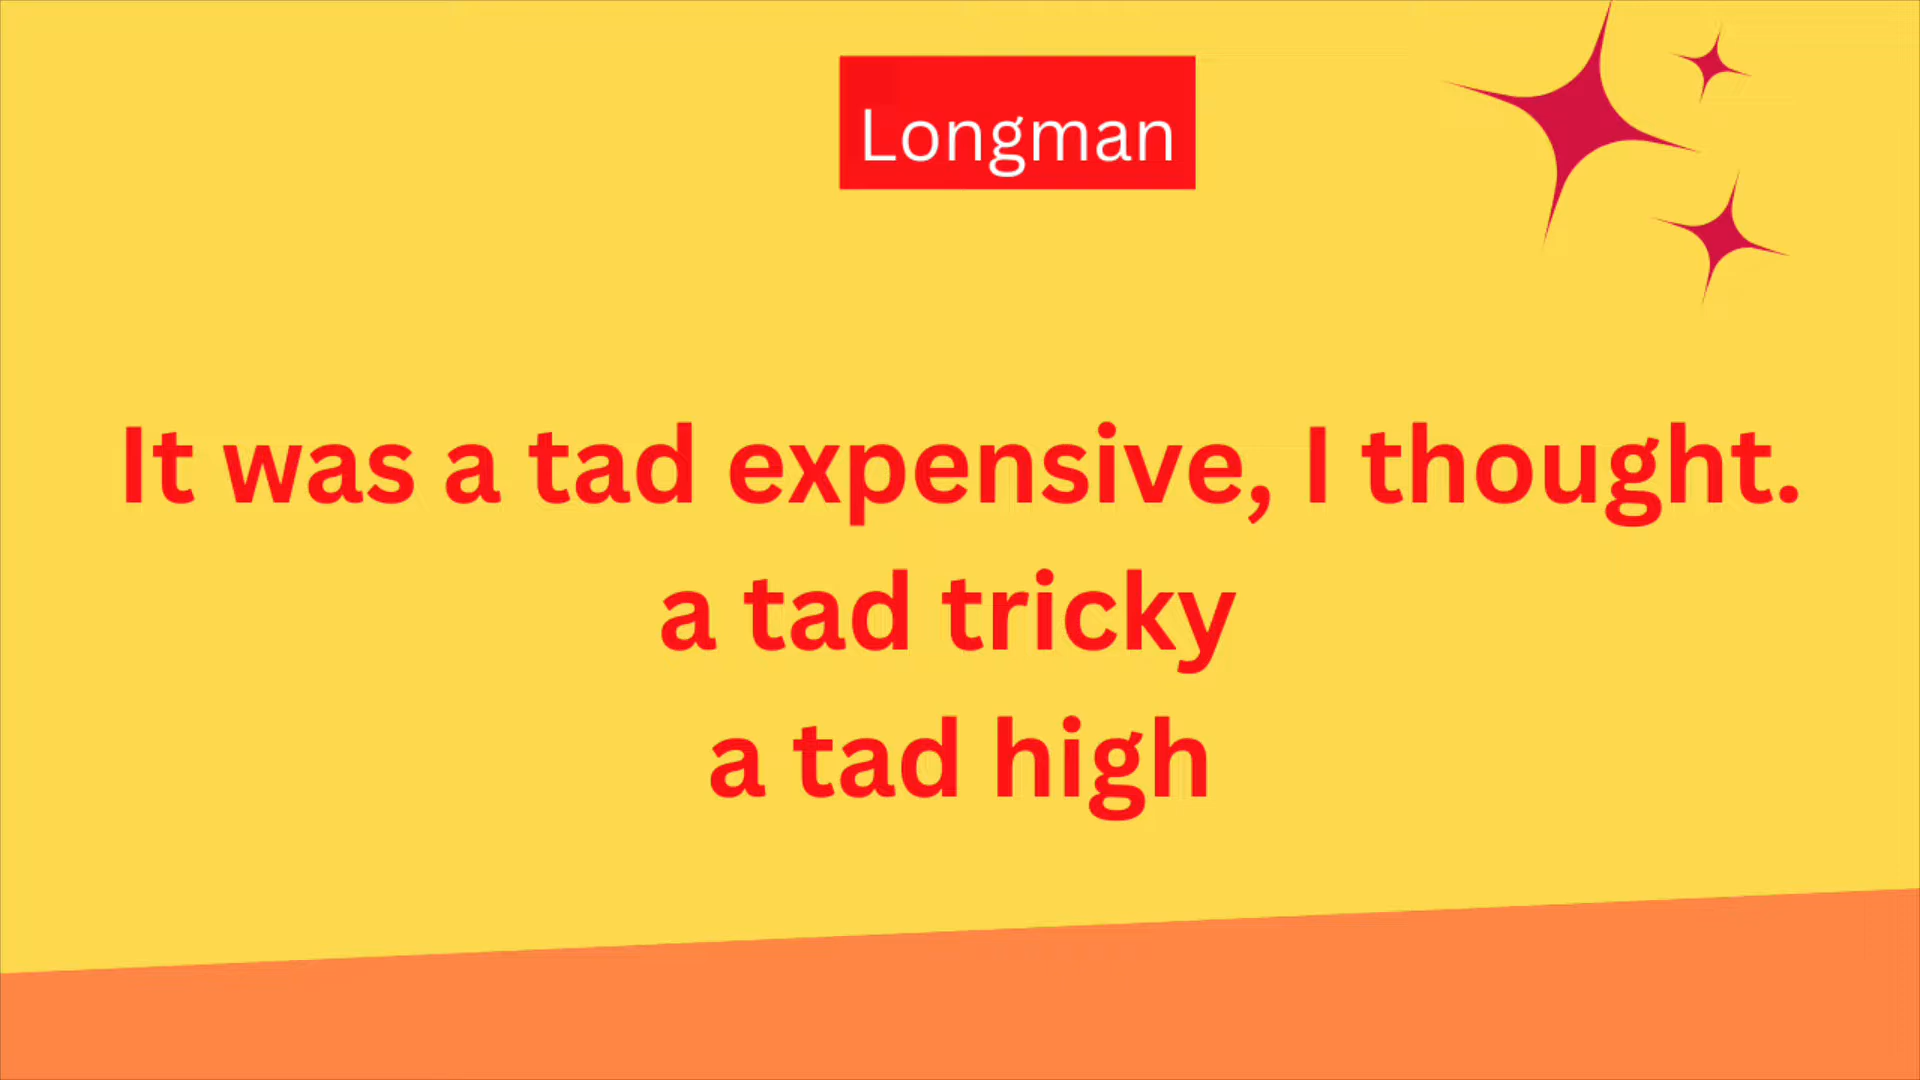 Longman
It was a tad expensive, I thought.
a tad tricky
a tad high